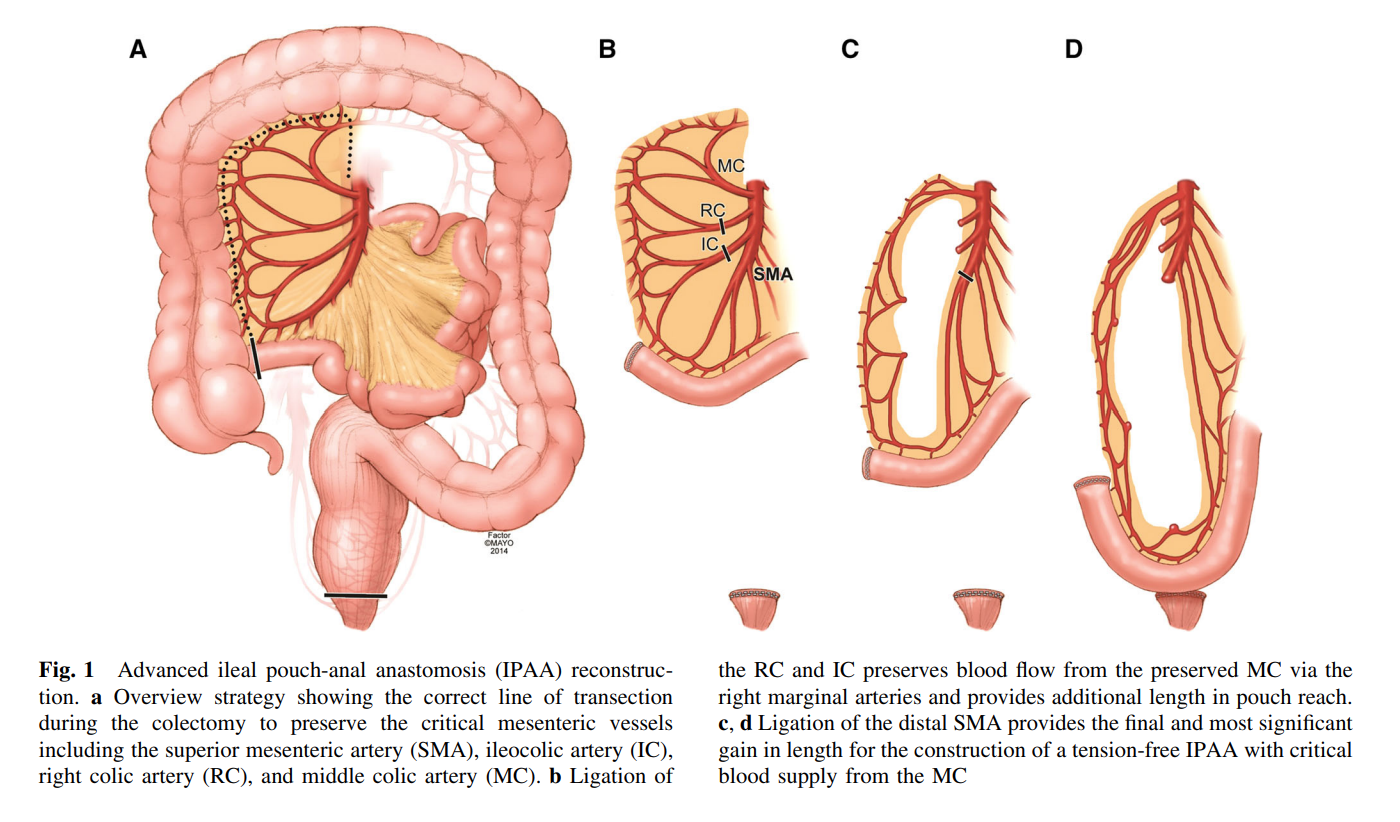 A
B
C
D
MC
RC
IC
SMA
Factor
©MAYO
2014
Fig. 1 Advanced ileal pouch-anal anastomosis (IPAA) reconstruc-
tion. a Overview strategy showing the correct line of transection
during the colectomy to preserve the critical mesenteric vessels
including the superior mesenteric artery (SMA), ileocolic artery (IC),
right colic artery (RC), and middle colic artery (MC). b Ligation of
the RC and IC preserves blood flow from the preserved MC via the
right marginal arteries and provides additional length in pouch reach.
c, d Ligation of the distal SMA provides the final and most significant
gain in length for the construction of a tension-free IPAA with critical
blood supply from the MC